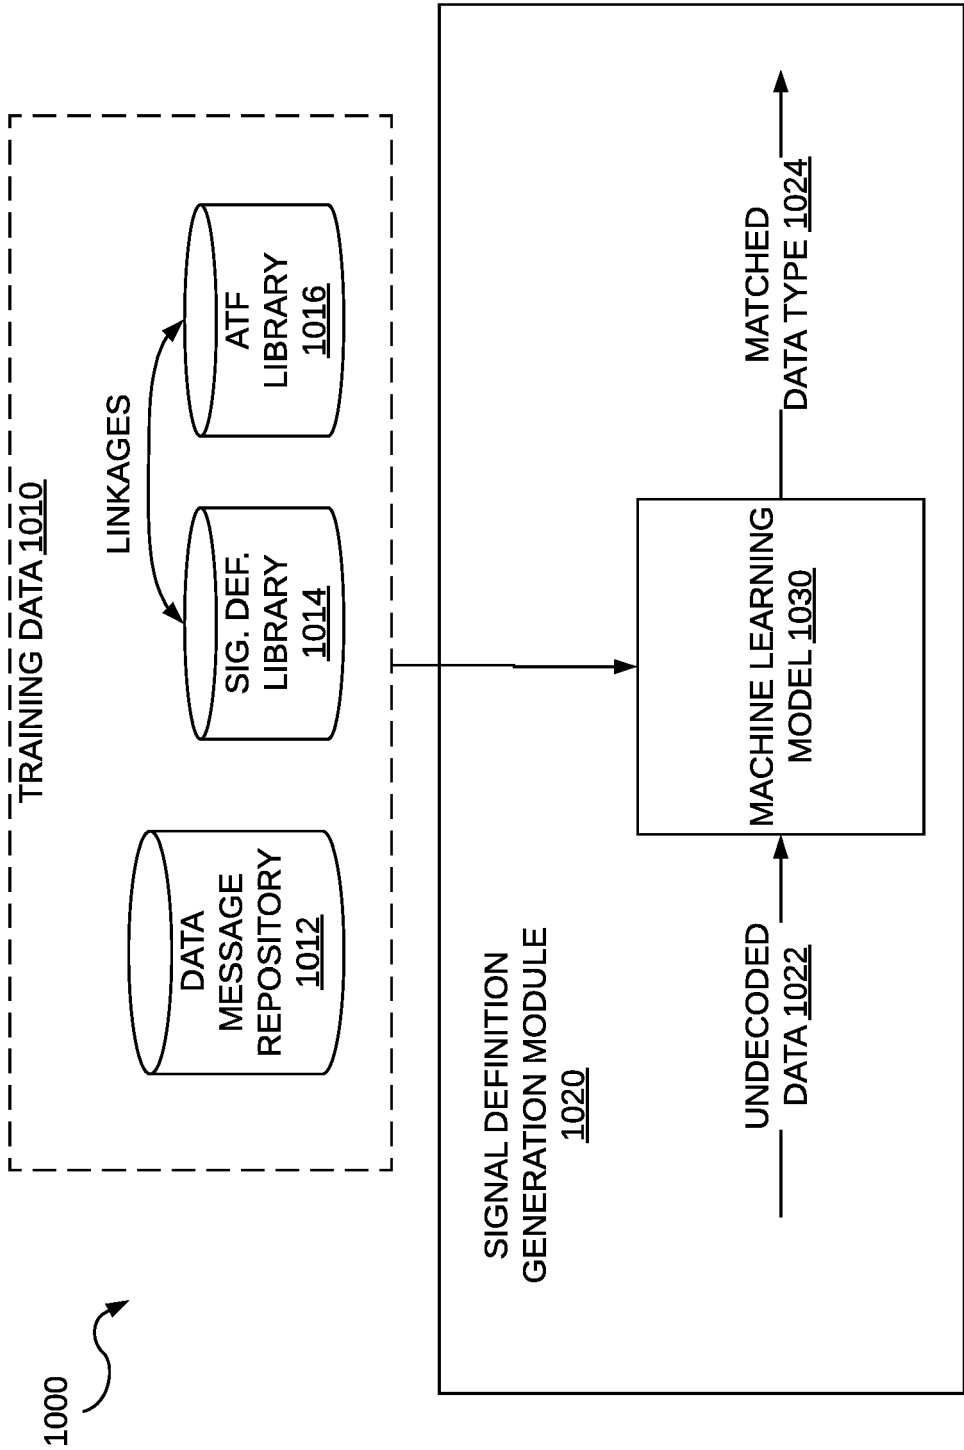 1000
TRAINING DATA 1010
LINKAGES
DATA
MESSAGE
REPOSITORY
1012
SIG. DEF.
LIBRARY
1014
ATF
LIBRARY
1016
SIGNAL DEFINITION
GENERATION MODULE
1020
UNDECODED
DATA 1022
MACHINE LEARNING
MODEL 1030
MATCHED
DATA TYPE 1024